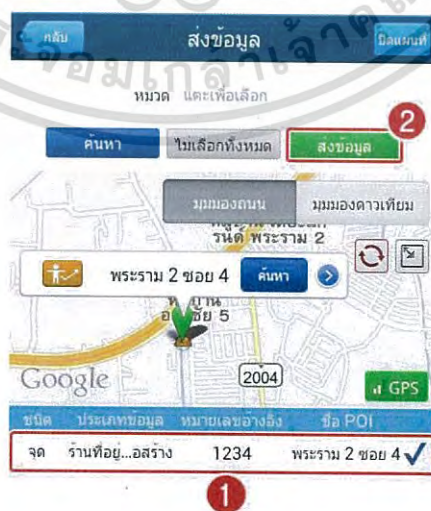 กลับ ส่งข้อมูล ปิดแผนที่
หมวด แตะเพื่อเลือก
2
ค้นหา ไม่เลือกทั้งหมด ส่งข้อมูล
มุมมองถนน มุมมองดาวเทียม
รนด์ พระราม 2
พระราม 2 ซอย 4 ค้นหา
5
Google 2004 GPS
ชนิด ประเภทข้อมูล หมายเลขอ้างอิง ชื่อ POI
จุด ร้านที่อยู่...อสร้าง 1234 พระราม 2 ซอย 4
1